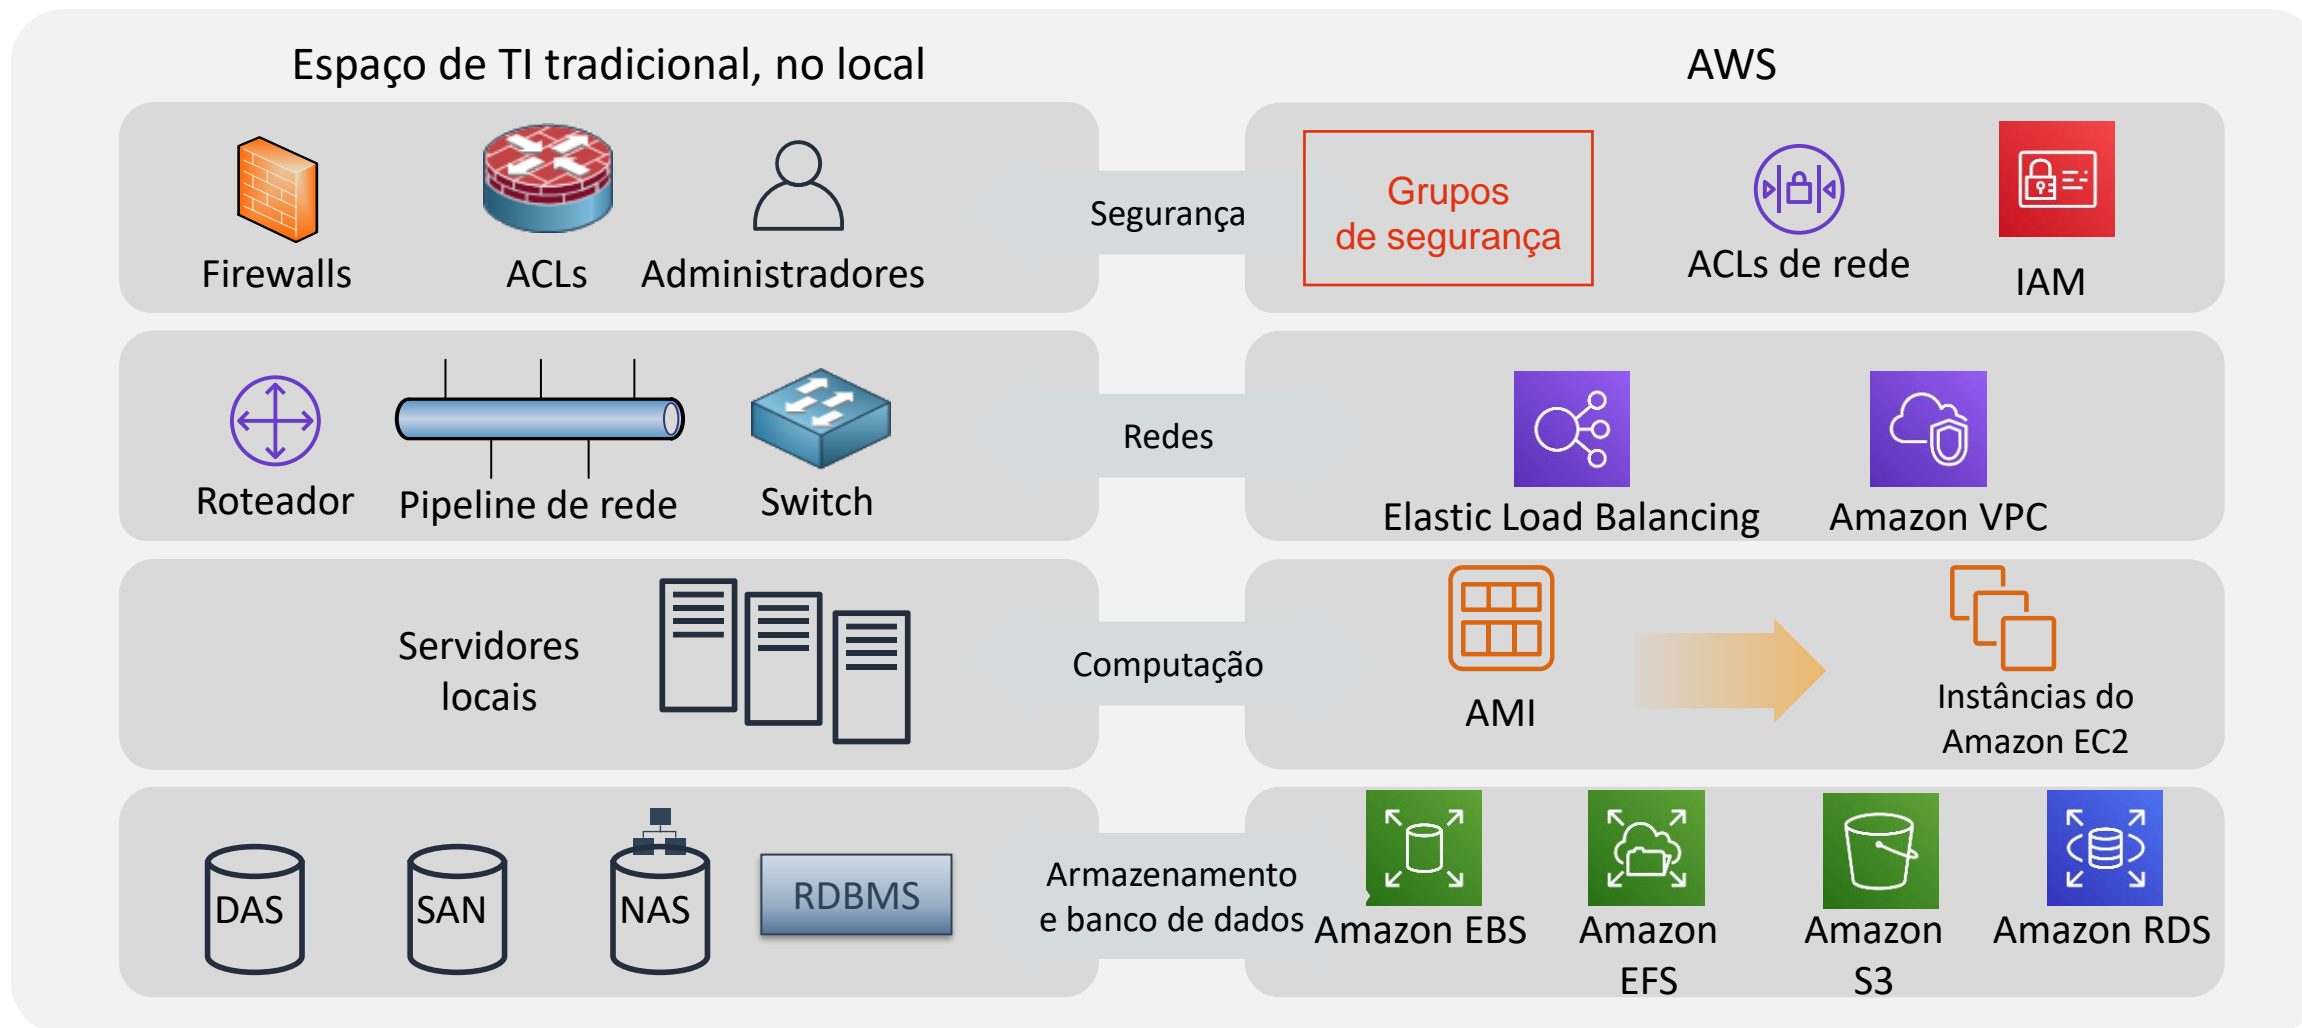 Espaço de TI tradicional, no local
AWS
Firewalls
ACLs
Administradores
Segurança
Grupos
de segurança
ACLs de rede
IAM
Roteador
Pipeline de rede
Switch
Redes
Elastic Load Balancing
Amazon VPC
Servidores
locais
Computação
AMI
Instâncias do
Amazon EC2
DAS
SAN
NAS
RDBMS
Armazenamento
e banco de dados
Amazon EBS
Amazon
EFS
Amazon
S3
Amazon RDS